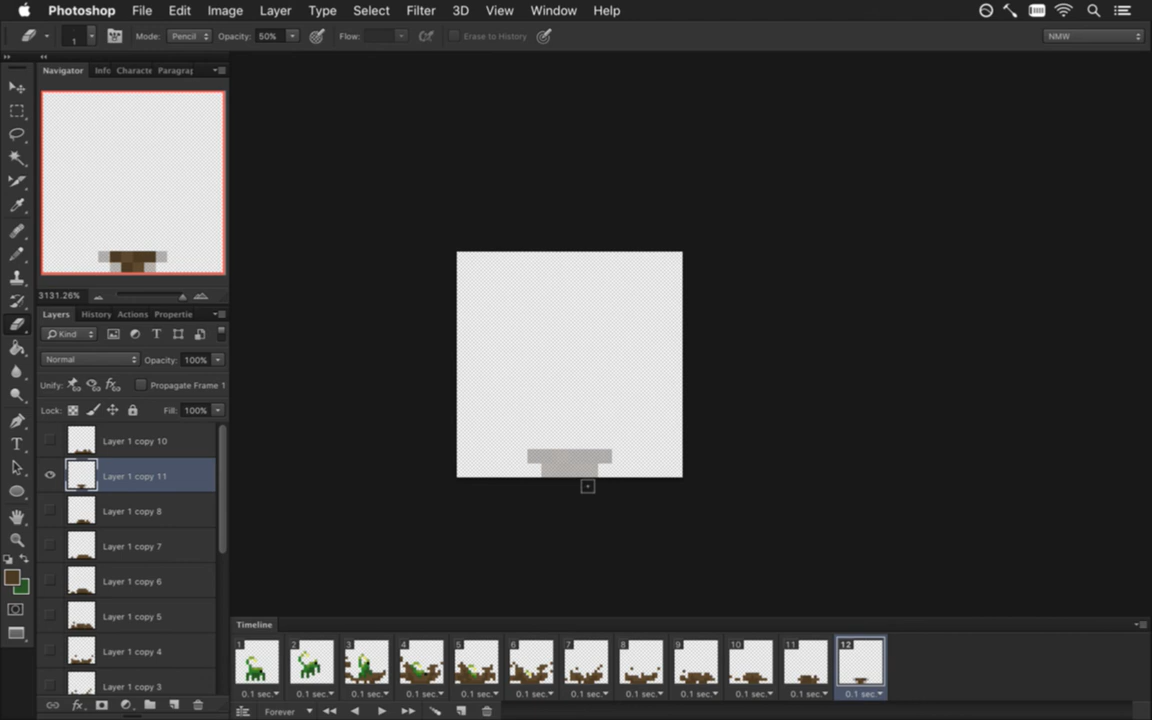 Photoshop File Edit Image Layer Type Select Filter 3D View Window Help
1 Mode: Pencil Opacity: 50% Flow: Erase to History NMW
Navigator Info Characte Paragrap
3131.26%
Layers History Actions Propertie
Kind
Normal Opacity: 100%
Unify: Propagate Frame 1
Lock: Fill: 100%
Layer 1 copy 10
Layer 1 copy 11
Layer 1 copy 8
Layer 1 copy 7
Layer 1 copy 6
Layer 1 copy 5
Layer 1 copy 4
Layer 1 copy 3
fx
Timeline
1 2 3 4 5 6 7 8 9 10 11 12
0.1 sec. 0.1 sec. 0.1 sec. 0.1 sec. 0.1 sec. 0.1 sec. 0.1 sec. 0.1 sec. 0.1 sec. 0.1 sec. 0.1 sec. 0.1 sec.
Forever